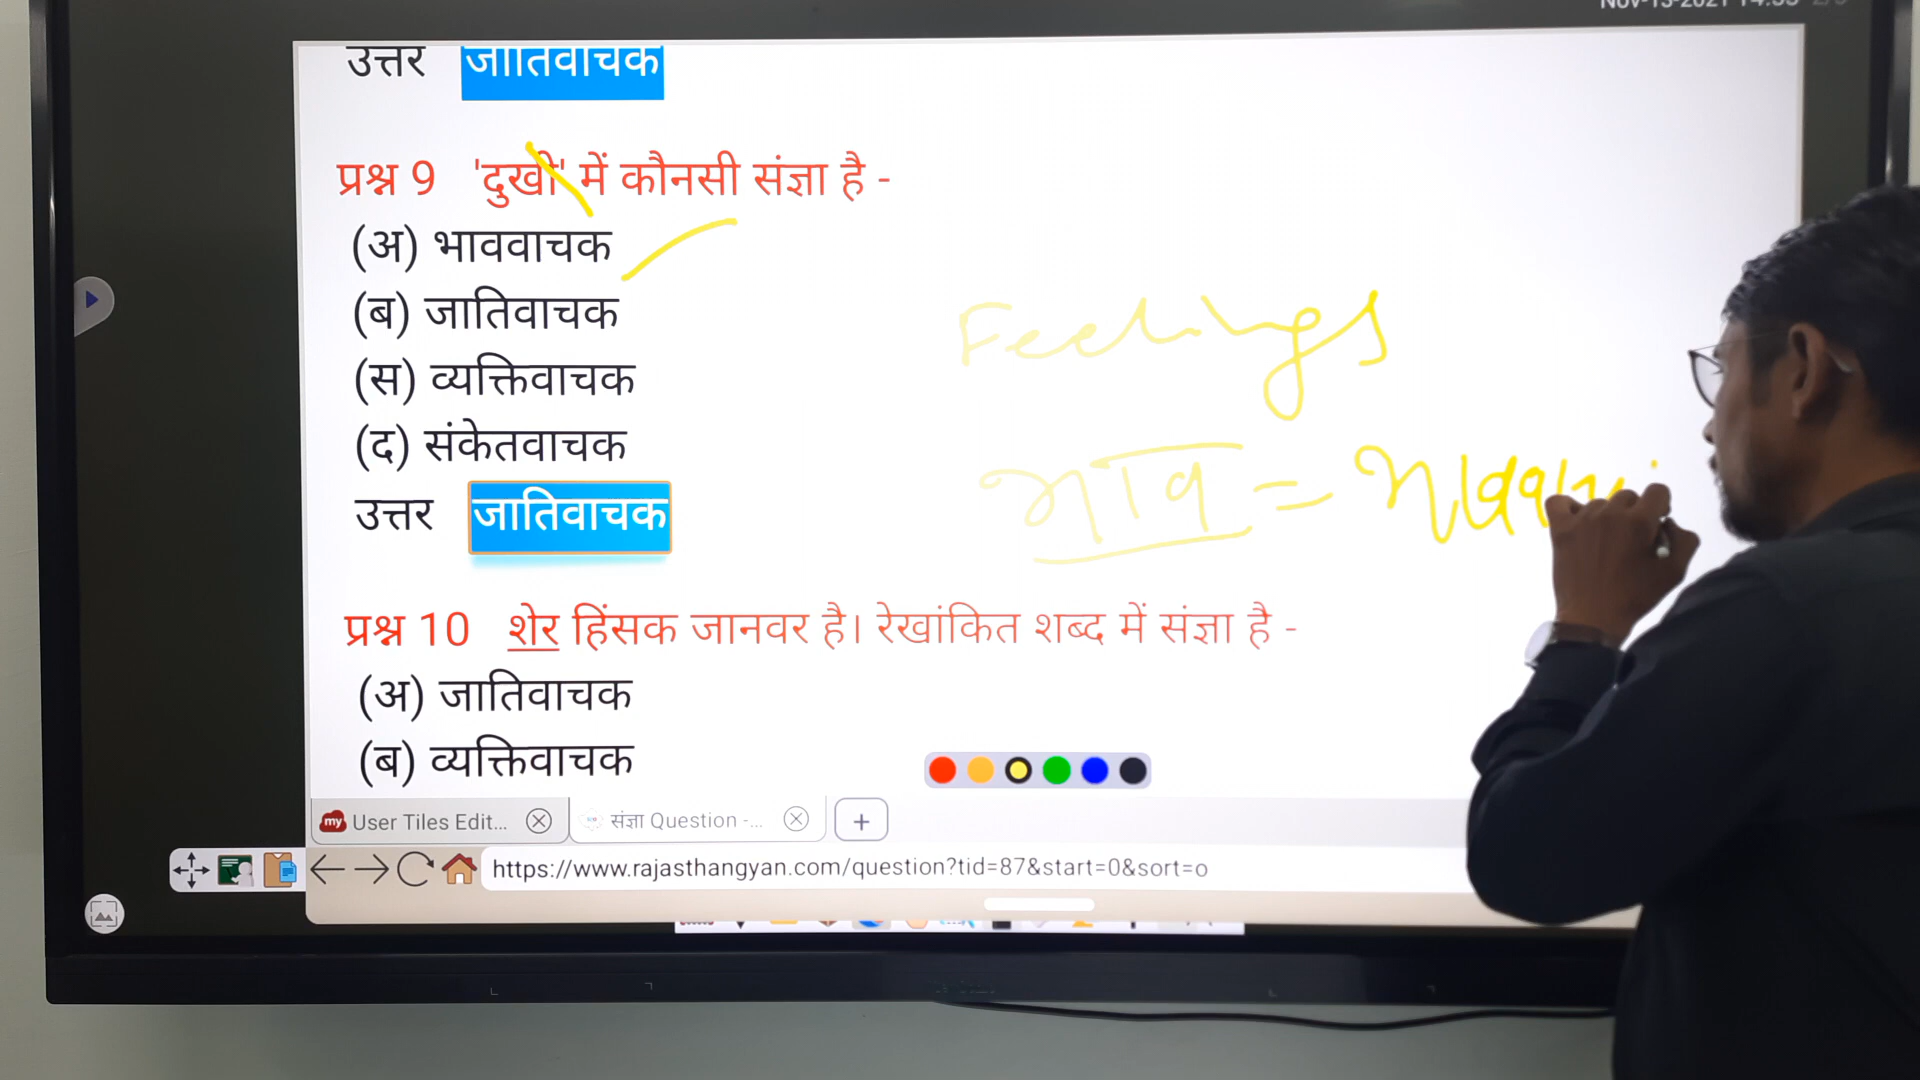 उत्तर जातिवाचक
प्रश्न 9 'दुखी' में कौनसी संज्ञा है -
(अ) भाववाचक
(ब) जातिवाचक
(स) व्यक्तिवाचक
(द) संकेतवाचक
उत्तर जातिवाचक
Feelings
भाव =
प्रश्न 10 शेर हिंसक जानवर है। रेखांकित शब्द में संज्ञा है -
(अ) जातिवाचक
(ब) व्यक्तिवाचक
my User Tiles Edit...
संज्ञा Question -...
https://www.rajasthangyan.com/question?tid=87&start=0&sort=o